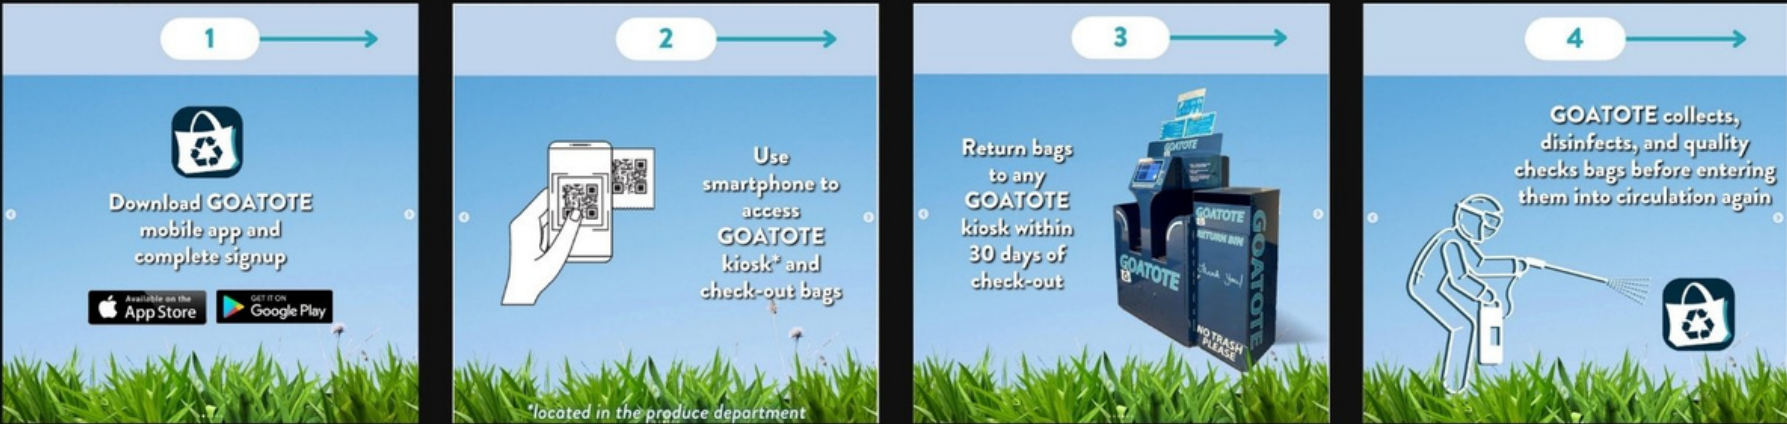 1
Download GOATOTE
mobile app and
complete signup
Available on the
App Store
GET IT ON
Google Play
2
Use
smartphone to
access
GOATOTE
kiosk* and
check-out bags
*located in the produce department
3
Return bags
to any
GOATOTE
kiosk within
30 days of
check-out
GOATOTE
GOATOTE
GOATOTE
RETURN BIN
thank you!
NO TRASH
PLEASE
GOATOTE
4
GOATOTE collects,
disinfects, and quality
checks bags before entering
them into circulation again